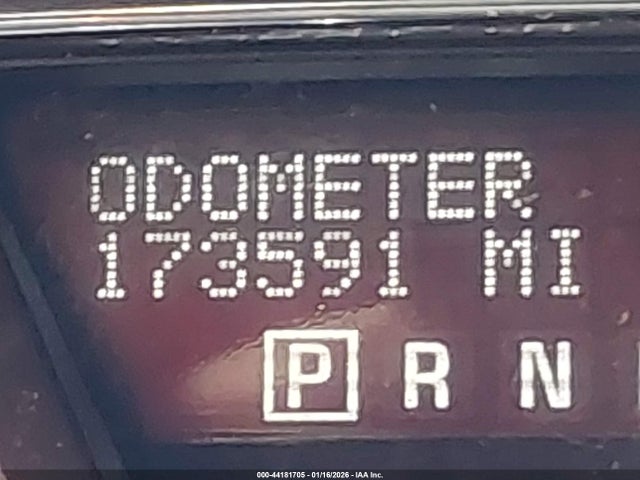 ODOMETER
173591 MI
P R N
000-44181705 - 01/16/2026 - IAA Inc.